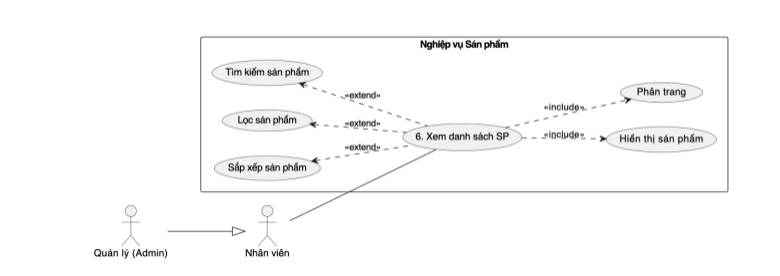 Nghiệp vụ Sản phẩm
Tìm kiếm sản phẩm
«extend»
Phân trang
«include»
Lọc sản phẩm
«extend»
6. Xem danh sách SP
«include»
Hiển thị sản phẩm
«extend»
Sắp xếp sản phẩm
Quản lý (Admin)
Nhân viên